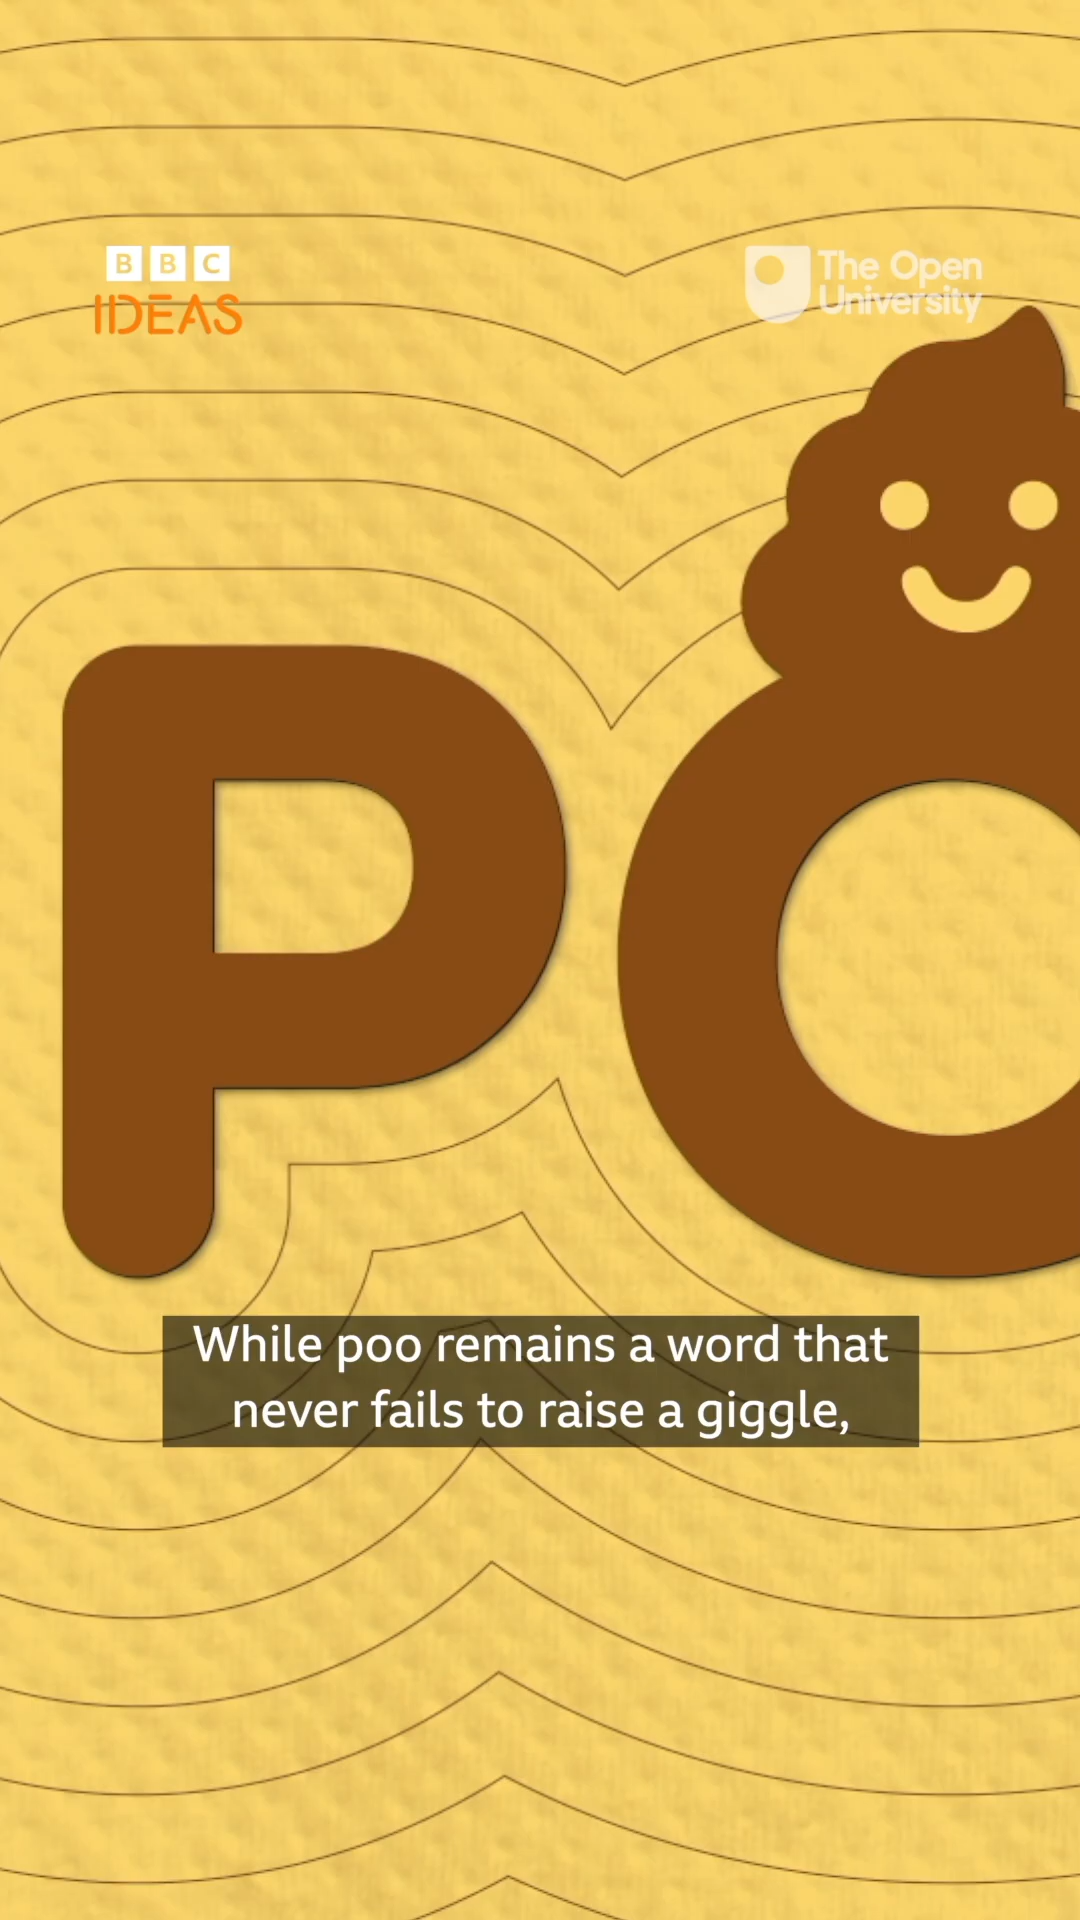 BBC
IDEAS
The Open
University
PO
While poo remains a word that
never fails to raise a giggle,